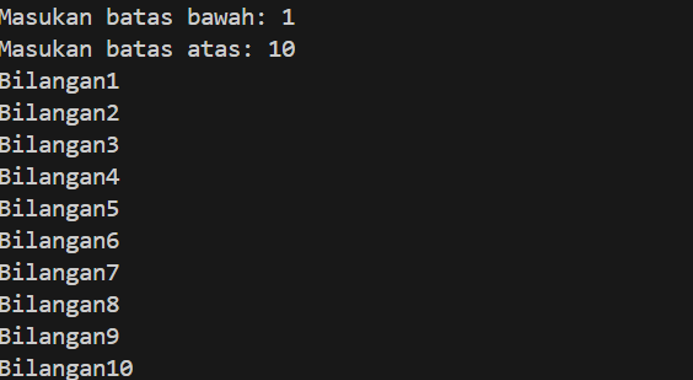 Masukan batas bawah: 1
Masukan batas atas: 10
Bilangan1
Bilangan2
Bilangan3
Bilangan4
Bilangan5
Bilangan6
Bilangan7
Bilangan8
Bilangan9
Bilangan10